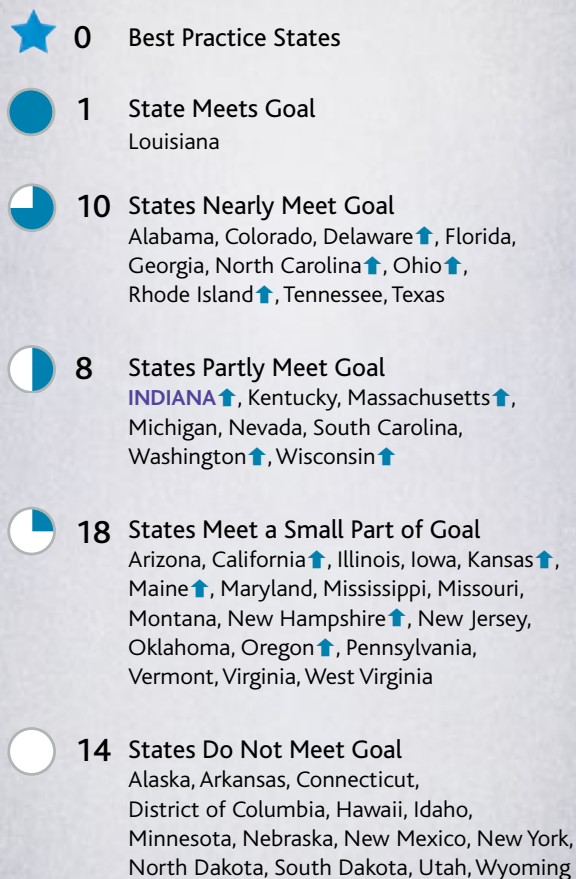 0 Best Practice States
1 State Meets Goal
Louisiana
10 States Nearly Meet Goal
Alabama, Colorado, Delaware⬆, Florida,
Georgia, North Carolina⬆, Ohio⬆,
Rhode Island⬆, Tennessee, Texas
8 States Partly Meet Goal
INDIANA⬆, Kentucky, Massachusetts⬆,
Michigan, Nevada, South Carolina,
Washington⬆, Wisconsin⬆
18 States Meet a Small Part of Goal
Arizona, California⬆, Illinois, Iowa, Kansas⬆,
Maine⬆, Maryland, Mississippi, Missouri,
Montana, New Hampshire⬆, New Jersey,
Oklahoma, Oregon⬆, Pennsylvania,
Vermont, Virginia, West Virginia
14 States Do Not Meet Goal
Alaska, Arkansas, Connecticut,
District of Columbia, Hawaii, Idaho,
Minnesota, Nebraska, New Mexico, New York,
North Dakota, South Dakota, Utah, Wyoming